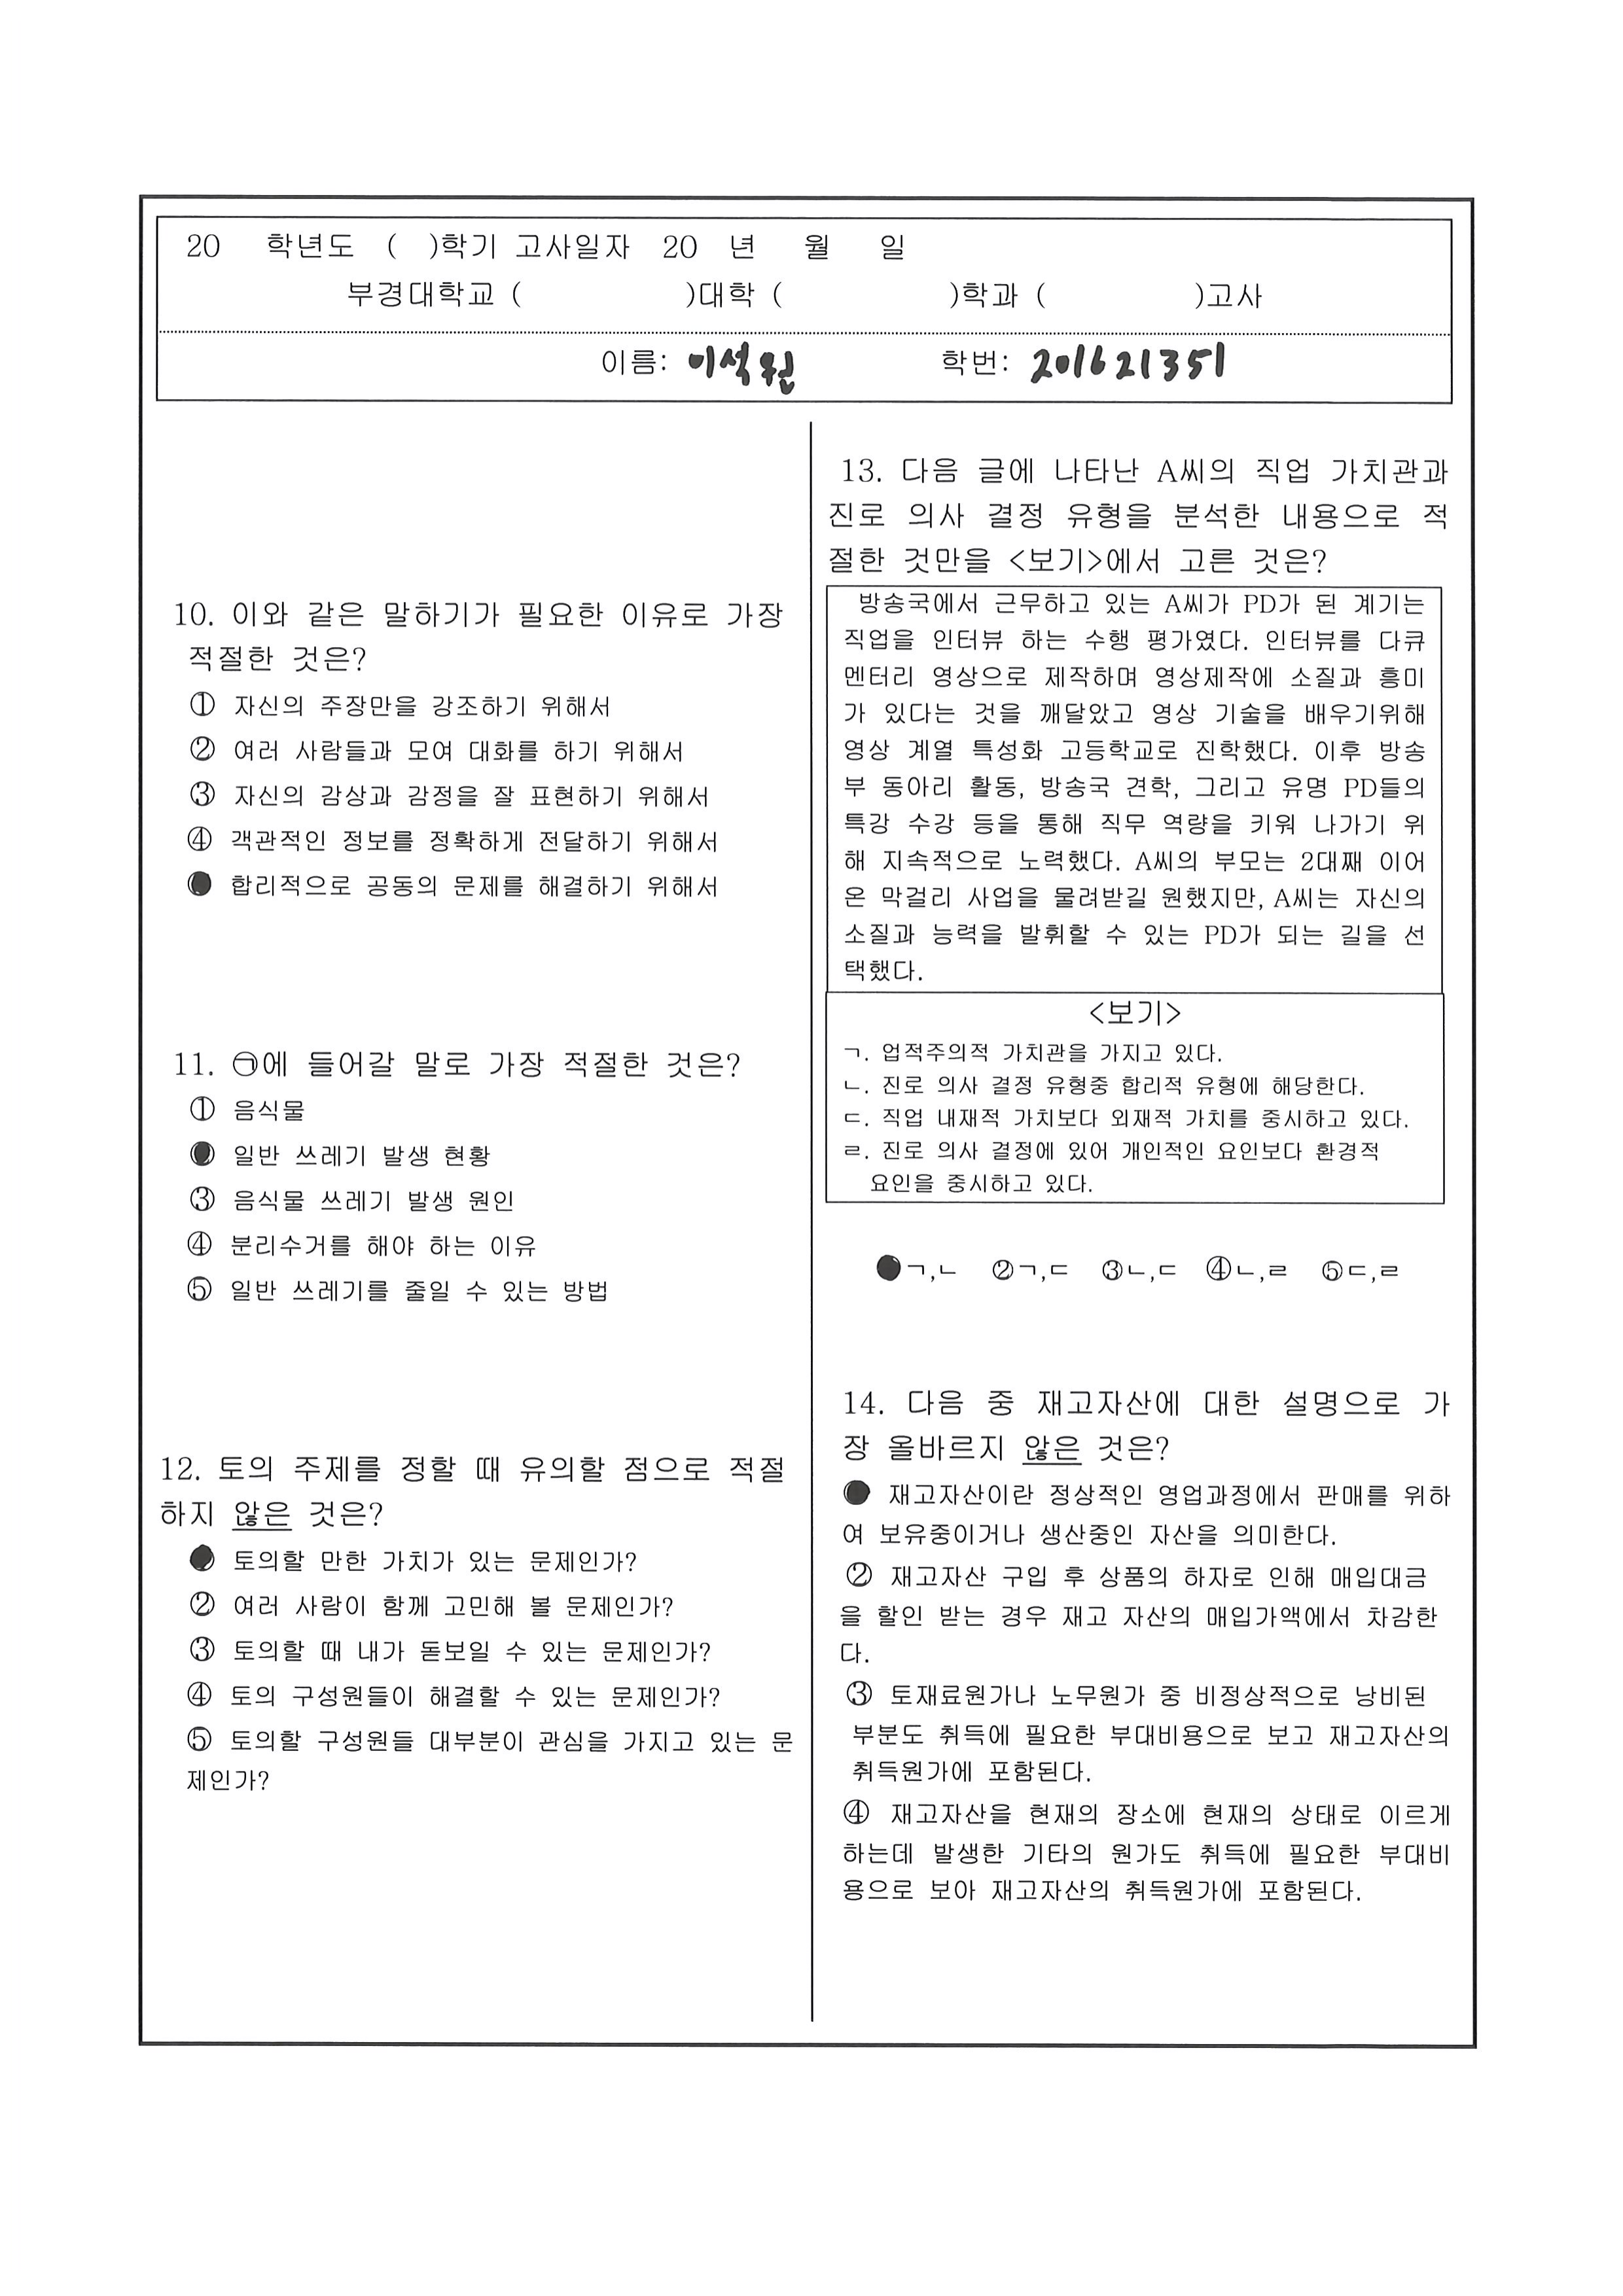 20 학년도 ( )학기 고사일자 20 년 월 일
부경대학교 ( )대학 ( )학과 ( )고사
이름: 이석원 학번: 201621351
10. 이와 같은 말하기가 필요한 이유로 가장
적절한 것은?
① 자신의 주장만을 강조하기 위해서
② 여러 사람들과 모여 대화를 하기 위해서
③ 자신의 감상과 감정을 잘 표현하기 위해서
④ 객관적인 정보를 정확하게 전달하기 위해서
● 합리적으로 공동의 문제를 해결하기 위해서
11. ㉠에 들어갈 말로 가장 적절한 것은?
① 음식물
● 일반 쓰레기 발생 현황
③ 음식물 쓰레기 발생 원인
④ 분리수거를 해야 하는 이유
⑤ 일반 쓰레기를 줄일 수 있는 방법
12. 토의 주제를 정할 때 유의할 점으로 적절
하지 않은 것은?
● 토의할 만한 가치가 있는 문제인가?
② 여러 사람이 함께 고민해 볼 문제인가?
③ 토의할 때 내가 돋보일 수 있는 문제인가?
④ 토의 구성원들이 해결할 수 있는 문제인가?
⑤ 토의할 구성원들 대부분이 관심을 가지고 있는 문
제인가?
13. 다음 글에 나타난 A씨의 직업 가치관과
진로 의사 결정 유형을 분석한 내용으로 적
절한 것만을 <보기>에서 고른 것은?
방송국에서 근무하고 있는 A씨가 PD가 된 계기는
직업을 인터뷰 하는 수행 평가였다. 인터뷰를 다큐
멘터리 영상으로 제작하며 영상제작에 소질과 흥미
가 있다는 것을 깨달았고 영상 기술을 배우기위해
영상 계열 특성화 고등학교로 진학했다. 이후 방송
부 동아리 활동, 방송국 견학, 그리고 유명 PD들의
특강 수강 등을 통해 직무 역량을 키워 나가기 위
해 지속적으로 노력했다. A씨의 부모는 2대째 이어
온 막걸리 사업을 물려받길 원했지만, A씨는 자신의
소질과 능력을 발휘할 수 있는 PD가 되는 길을 선
택했다.
<보기>
ㄱ. 업적주의적 가치관을 가지고 있다.
ㄴ. 진로 의사 결정 유형중 합리적 유형에 해당한다.
ㄷ. 직업 내재적 가치보다 외재적 가치를 중시하고 있다.
ㄹ. 진로 의사 결정에 있어 개인적인 요인보다 환경적
요인을 중시하고 있다.
●ㄱ,ㄴ ②ㄱ,ㄷ ③ㄴ,ㄷ ④ㄴ,ㄹ ⑤ㄷ,ㄹ
14. 다음 중 재고자산에 대한 설명으로 가
장 올바르지 않은 것은?
● 재고자산이란 정상적인 영업과정에서 판매를 위하
여 보유중이거나 생산중인 자산을 의미한다.
② 재고자산 구입 후 상품의 하자로 인해 매입대금
을 할인 받는 경우 재고 자산의 매입가액에서 차감한
다.
③ 토재료원가나 노무원가 중 비정상적으로 낭비된
부분도 취득에 필요한 부대비용으로 보고 재고자산의
취득원가에 포함된다.
④ 재고자산을 현재의 장소에 현재의 상태로 이르게
하는데 발생한 기타의 원가도 취득에 필요한 부대비
용으로 보아 재고자산의 취득원가에 포함된다.